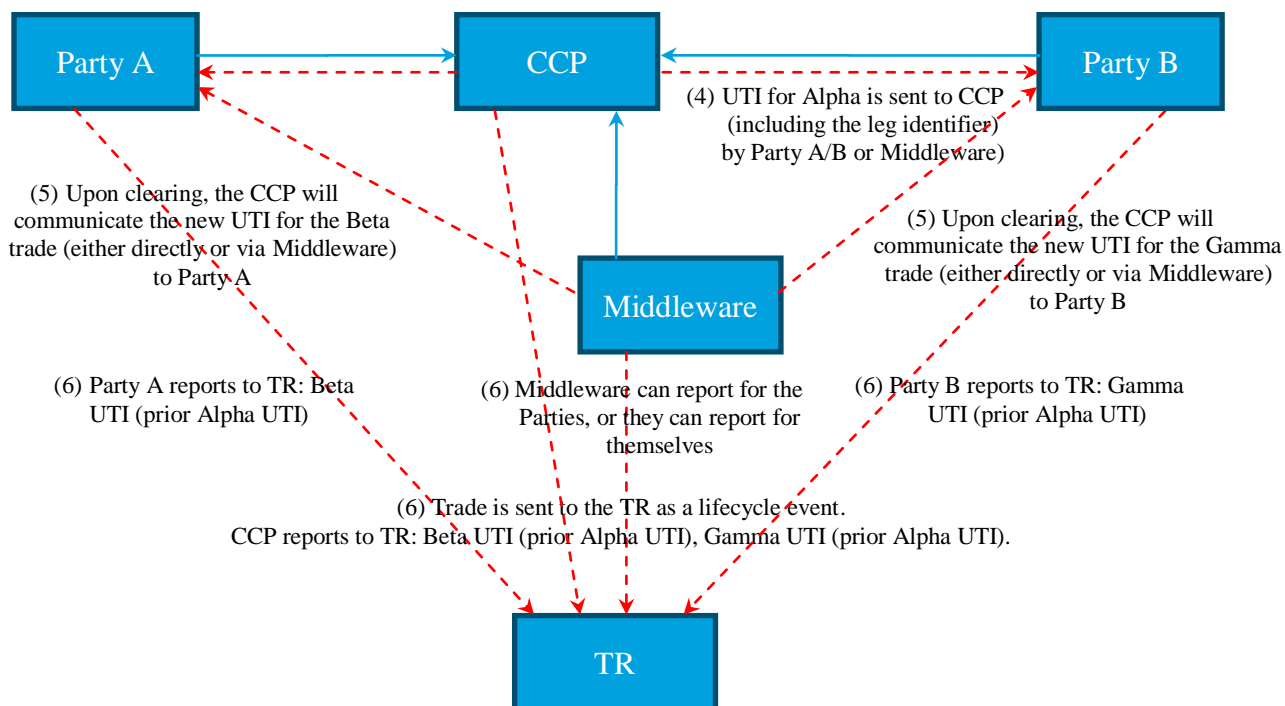 Party A
CCP
Party B
(4) UTI for Alpha is sent to CCP
(including the leg identifier)
by Party A/B or Middleware)
(5) Upon clearing, the CCP will
communicate the new UTI for the Beta
trade (either directly or via Middleware)
to Party A
(5) Upon clearing, the CCP will
communicate the new UTI for the Gamma
trade (either directly or via Middleware)
to Party B
Middleware
(6) Party A reports to TR: Beta
UTI (prior Alpha UTI)
(6) Middleware can report for the
Parties, or they can report for
themselves
(6) Party B reports to TR: Gamma
UTI (prior Alpha UTI)
(6) Trade is sent to the TR as a lifecycle event.
CCP reports to TR: Beta UTI (prior Alpha UTI), Gamma UTI (prior Alpha UTI).
TR